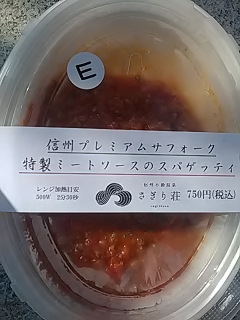 E
信州プレミアムサフォーク
特製ミートソースのスパゲッティ
レンジ加熱目安
500W 2分30秒
さぎり荘
750円(税込)